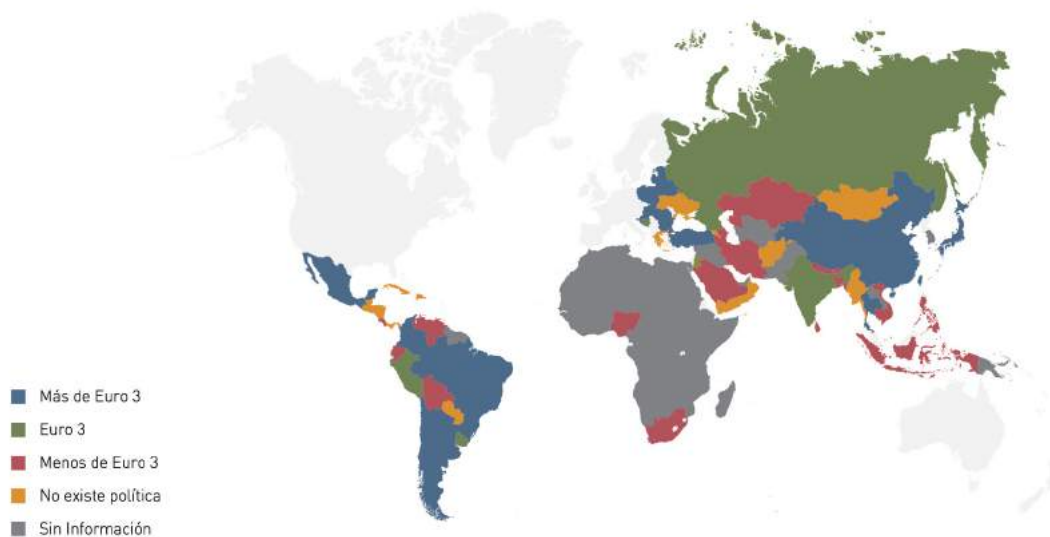 Más de Euro 3
Euro 3
Menos de Euro 3
No existe política
Sin Información